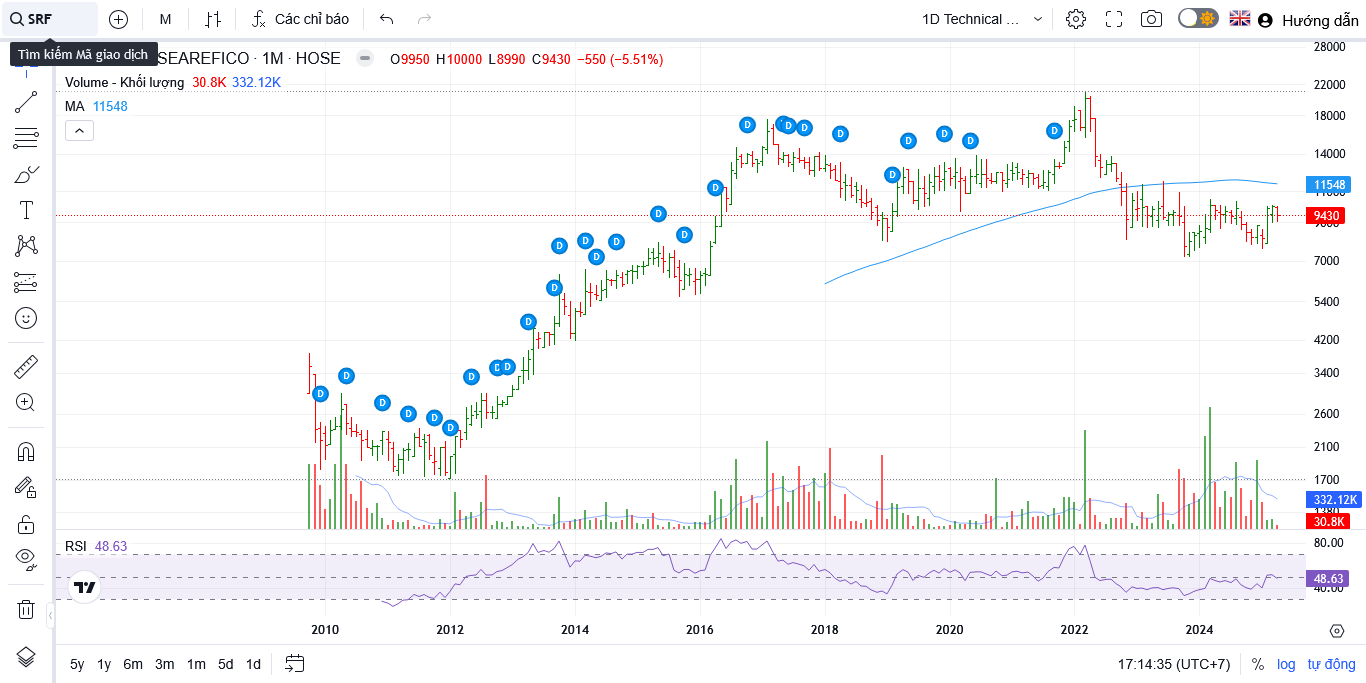 SRF
M
Các chỉ báo
1D Technical ...
Hướng dẫn
Tìm kiếm Mã giao dịch
SEAREFICO · 1M · HOSE
O9950 H10000 L8990 C9430 −550 (−5.51%)
Volume - Khối lượng 30.8K 332.12K
MA 11548
D D D D D D D D D D D D D D D D D D D D D D D D D D D D D D
28000
22000
18000
14000
11548
9430
7000
5400
4200
3400
2600
2100
1700
332.12K
1280
30.8K
RSI 48.63
80.00
48.63
40.00
2010 2012 2014 2016 2018 2020 2022 2024
5y 1y 6m 3m 1m 5d 1d
17:14:35 (UTC+7) % log tự động